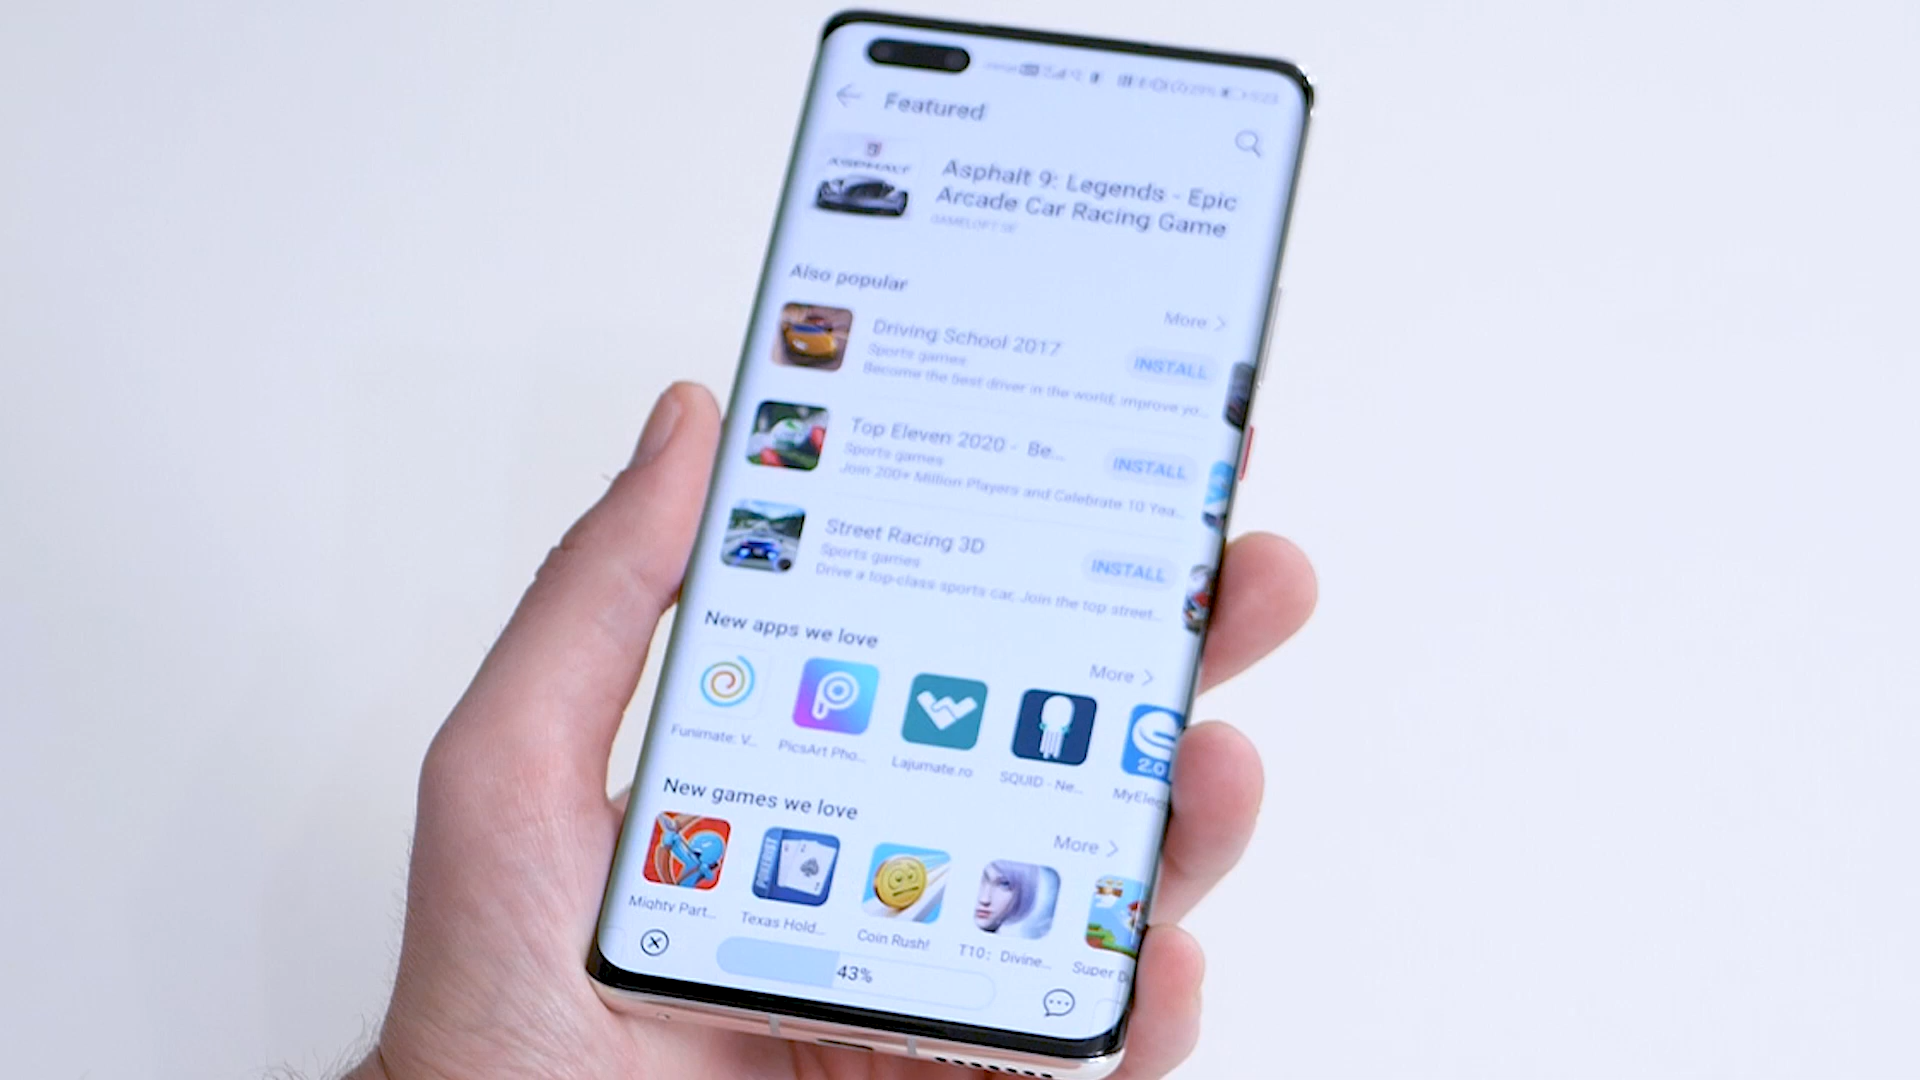 Featured
ASPHALT
Asphalt 9: Legends - Epic
Arcade Car Racing Game
GAMELOFT SE
Also popular
More
Driving School 2017
Sports games
Become the best driver in the world, improve yo...
INSTALL
Top Eleven 2020 - Be...
Sports games
Join 200+ Million Players and Celebrate 10 Yea...
INSTALL
Street Racing 3D
Sports games
Drive a top-class sports car, Join the top street...
INSTALL
New apps we love
More
2.0
Funimate: V...
PicsArt Pho...
Lajumate.ro
SQUID - Ne...
MyElec
New games we love
More
POKERIST
Mighty Part...
Texas Hold...
Coin Rush!
T10: Divine...
Super D
43%